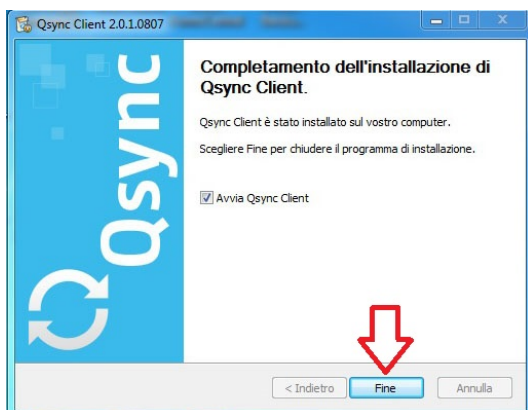 Qsync Client 2.0.1.0807
Qsync
Completamento dell'installazione di
Qsync Client.
Qsync Client è stato installato sul vostro computer.
Scegliere Fine per chiudere il programma di installazione.
Avvia Qsync Client
< Indietro
Fine
Annulla